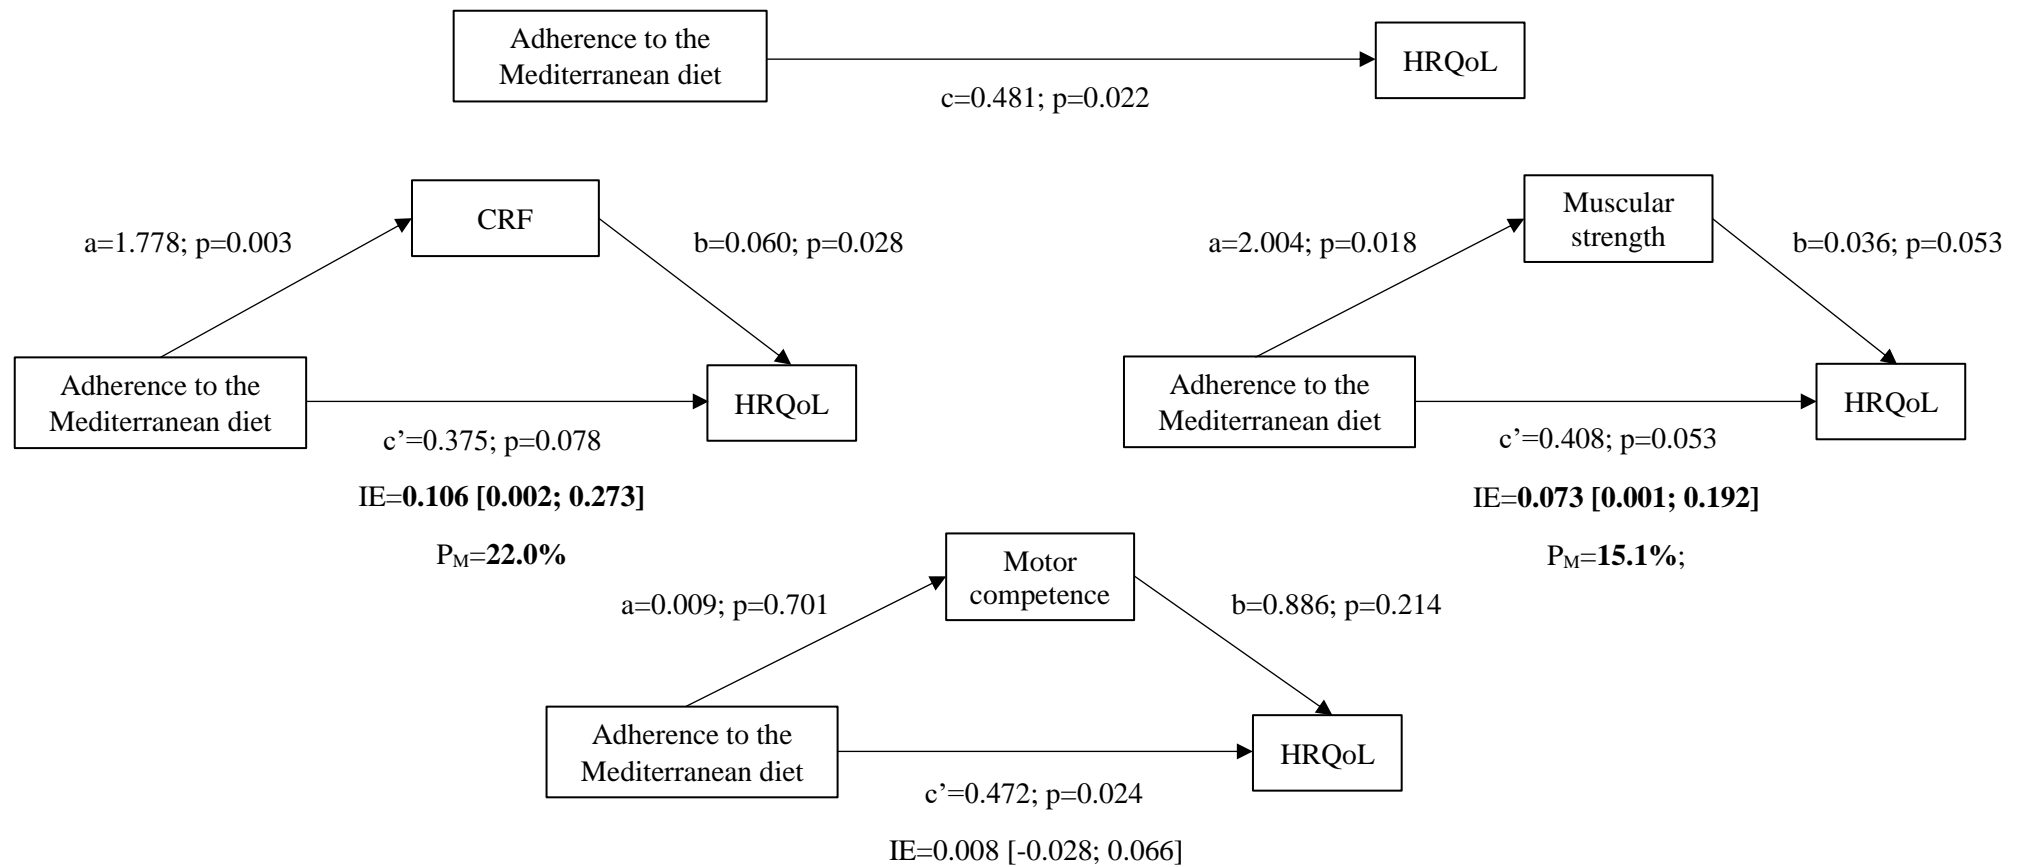 Adherence to the
Mediterranean diet
HRQoL
c=0.481; p=0.022
CRF
a=1.778; p=0.003
b=0.060; p=0.028
Adherence to the
Mediterranean diet
HRQoL
c’=0.375; p=0.078
IE=0.106 [0.002; 0.273]
PM=22.0%
Muscular
strength
a=2.004; p=0.018
b=0.036; p=0.053
Adherence to the
Mediterranean diet
HRQoL
c’=0.408; p=0.053
IE=0.073 [0.001; 0.192]
PM=15.1%;
Motor
competence
a=0.009; p=0.701
b=0.886; p=0.214
Adherence to the
Mediterranean diet
HRQoL
c’=0.472; p=0.024
IE=0.008 [-0.028; 0.066]